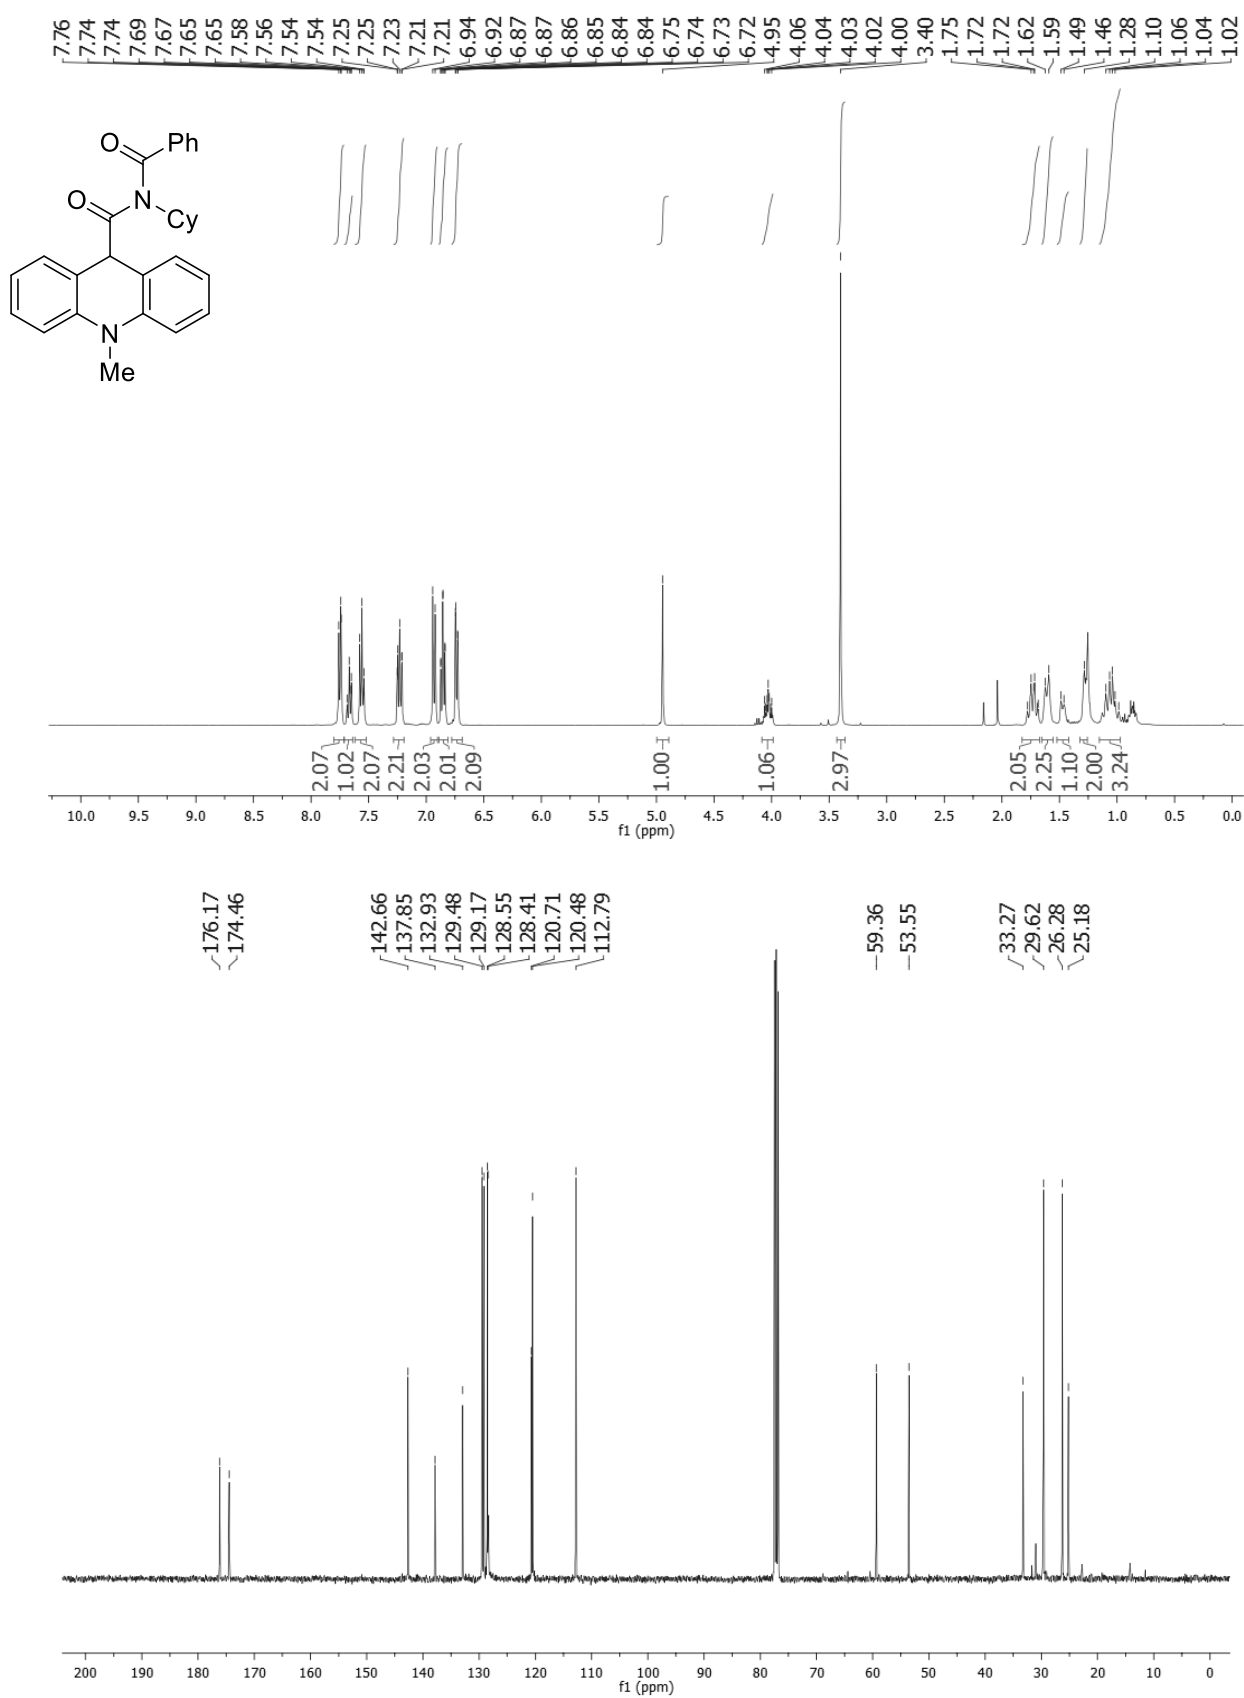 7.76 7.74 7.74 7.69 7.67 7.65 7.65 7.58 7.56 7.54 7.54 7.25 7.25 7.23 7.21 7.21 6.94 6.92 6.87 6.87 6.86 6.85 6.84 6.84 6.75 6.74 6.73 6.72 4.95 4.06 4.04 4.03 4.02 4.00 3.40 1.75 1.72 1.72 1.62 1.59 1.49 1.46 1.28 1.10 1.06 1.04 1.02
O Ph
O N Cy
N
Me
2.07 1.02 2.07 2.21 2.03 2.01 2.09 1.00 1.06 2.97 2.05 2.25 1.10 2.00 3.24
10.0 9.5 9.0 8.5 8.0 7.5 7.0 6.5 6.0 5.5 5.0 4.5 4.0 3.5 3.0 2.5 2.0 1.5 1.0 0.5 0.0
f1 (ppm)
176.17 174.46 142.66 137.85 132.93 129.48 129.17 128.55 128.41 120.71 120.48 112.79 59.36 53.55 33.27 29.62 26.28 25.18
200 190 180 170 160 150 140 130 120 110 100 90 80 70 60 50 40 30 20 10 0
f1 (ppm)